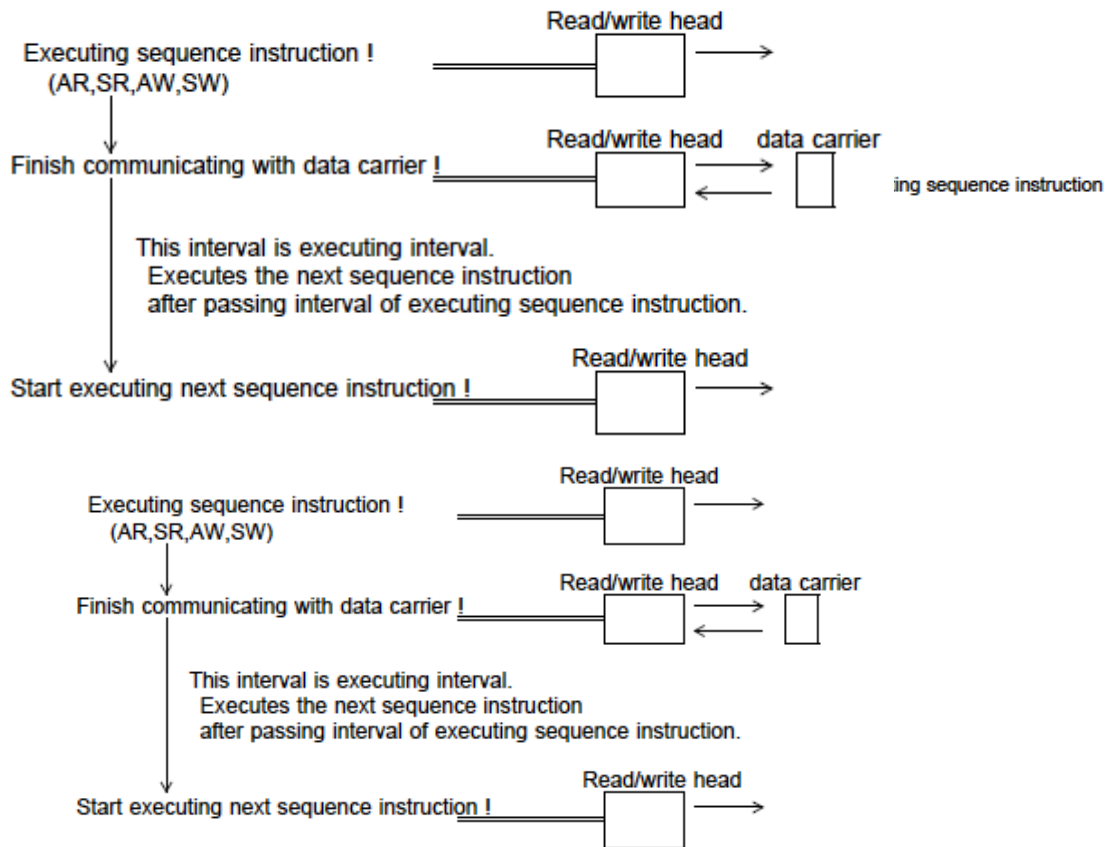 Read/write head
Executing sequence instruction !
(AR,SR,AW,SW)
Read/write head data carrier
Finish communicating with data carrier !
sequence instruction
This interval is executing interval.
Executes the next sequence instruction
after passing interval of executing sequence instruction.
Read/write head
Start executing next sequence instruction !
Read/write head
Executing sequence instruction !
(AR,SR,AW,SW)
Read/write head data carrier
Finish communicating with data carrier !
This interval is executing interval.
Executes the next sequence instruction
after passing interval of executing sequence instruction.
Read/write head
Start executing next sequence instruction !